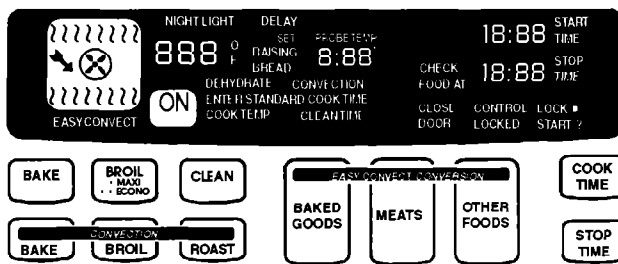 NIGHT LIGHT DELAY
SET PROBE TEMP
18:88 START TIME
888 °F RAISING BREAD 8:88
CHECK FOOD AT 18:88 STOP TIME
DEHYDRATE CONVECTION
ON ENTER STANDARD COOK TIME
COOK TEMP CLEAN TIME
CLOSE DOOR CONTROL LOCKED LOCK START ?
EASY CONVECT
BAKE
BROIL
MAXI
ECONO
CLEAN
CONVECTION
BAKE BROIL ROAST
EASY CONVECT CONVERSION
BAKED GOODS
MEATS
OTHER FOODS
COOK TIME
STOP TIME